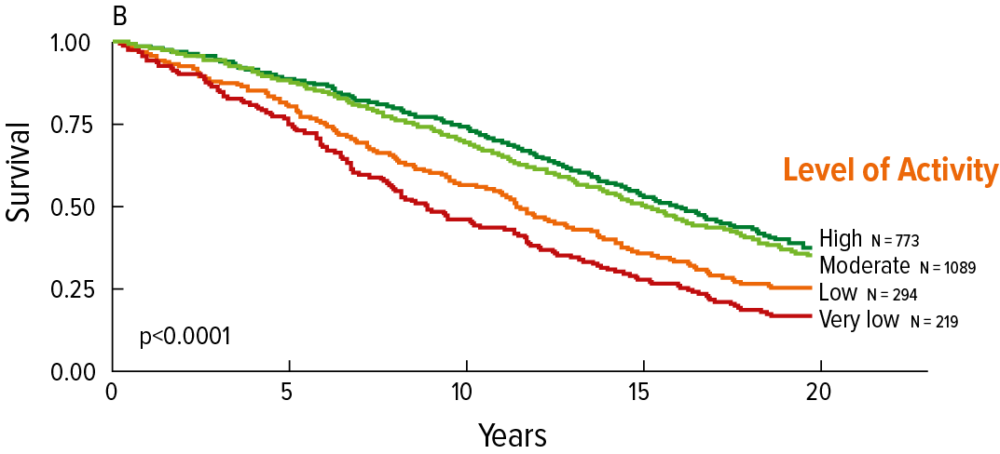 B
1.00
0.75
0.50
0.25
0.00
Survival
p<0.0001
0 5 10 15 20
Years
Level of Activity
High N = 773
Moderate N = 1089
Low N = 294
Very low N = 219